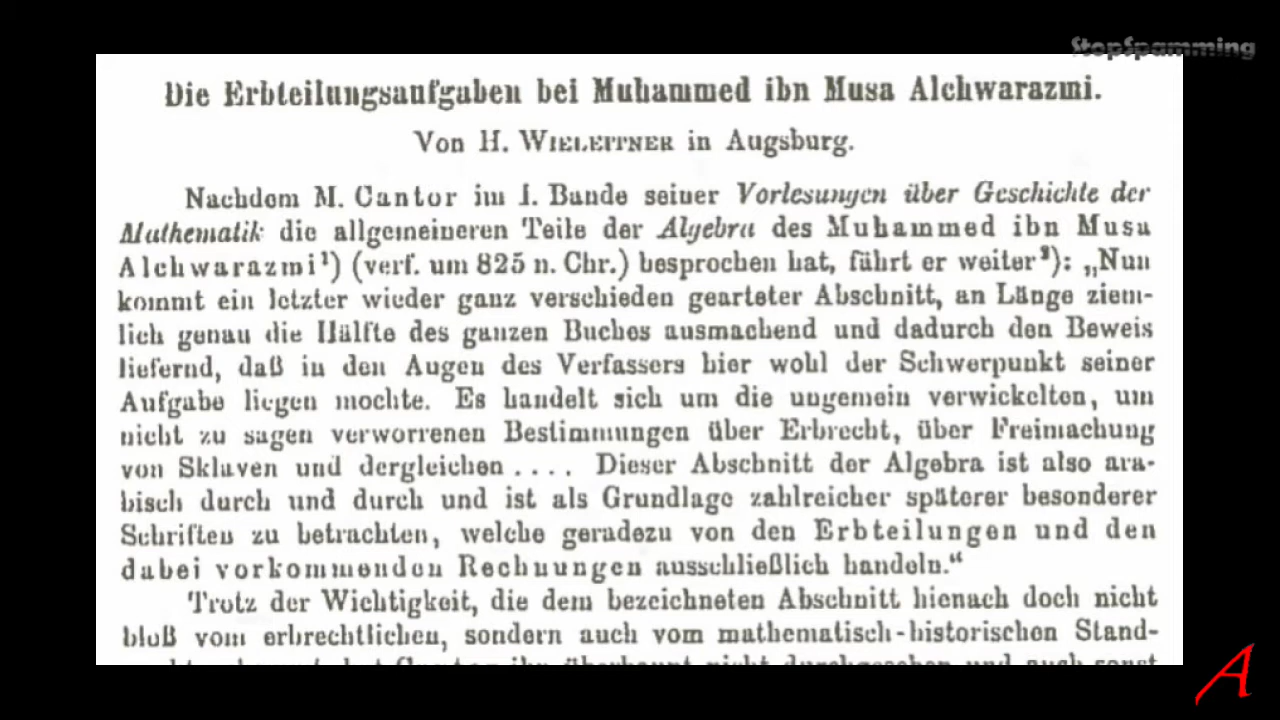 StopSpamming
Die Erbteilungsaufgaben bei Muhammed ibn Musa Alchwarazmi.
Von H. WIELEITNER in Augsburg.
Nachdem M. Cantor im I. Bande seiner Vorlesungen über Geschichte der
Mathematik die allgemeineren Teile der Algebra des Muhammed ibn Musa
Alchwarazmi¹) (verf. um 825 n. Chr.) besprochen hat, führt er weiter²): „Nun
kommt ein letzter wieder ganz verschieden gearteter Abschnitt, an Länge ziem-
lich genau die Hälfte des ganzen Buches ausmachend und dadurch den Beweis
liefernd, daß in den Augen des Verfassers hier wohl der Schwerpunkt seiner
Aufgabe liegen mochte. Es handelt sich um die ungemein verwickelten, um
nicht zu sagen verworrenen Bestimmungen über Erbrecht, über Freimachung
von Sklaven und dergleichen .... Dieser Abschnitt der Algebra ist also ara-
bisch durch und durch und ist als Grundlage zahlreicher späterer besonderer
Schriften zu betrachten, welche geradezu von den Erbteilungen und den
dabei vorkommenden Rechnungen ausschließlich handeln.“
Trotz der Wichtigkeit, die dem bezeichneten Abschnitt hienach doch nicht
bloß vom erbrechtlichen, sondern auch vom mathematisch-historischen Stand-
A